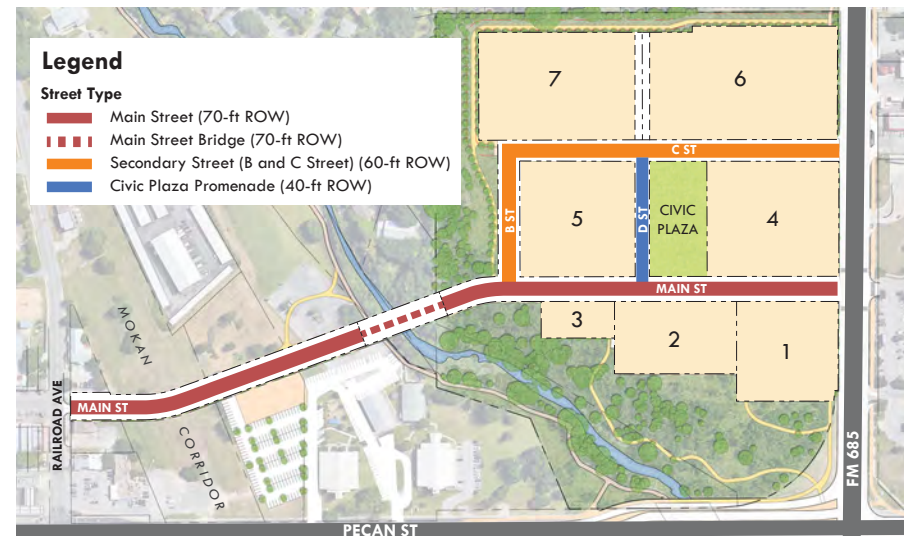 Legend
Street Type
Main Street (70-ft ROW)
Main Street Bridge (70-ft ROW)
Secondary Street (B and C Street) (60-ft ROW)
Civic Plaza Promenade (40-ft ROW)
7
6
C ST
B ST
5
D ST
CIVIC
PLAZA
4
MAIN ST
3
2
1
MOKAN
CORRIDOR
MAIN ST
RAILROAD AVE
FM 685
PECAN ST